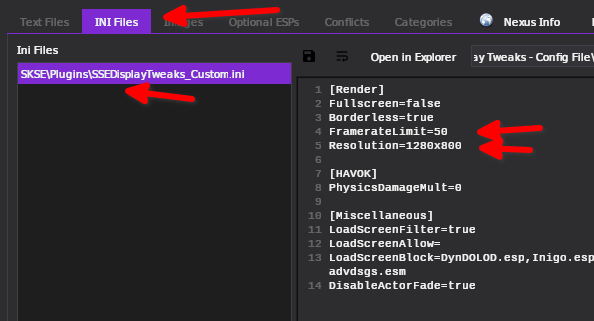 Text Files INI Files Images Optional ESPs Conflicts Categories Nexus Info
Ini Files
Open in Explorer ay Tweaks - Config File\
SKSE\Plugins\SSEDisplayTweaks_Custom.ini
1 [Render]
2 Fullscreen=false
3 Borderless=true
4 FramerateLimit=50
5 Resolution=1280x800
6
7 [HAVOK]
8 PhysicsDamageMult=0
9
10 [Miscellaneous]
11 LoadScreenFilter=true
12 LoadScreenAllow=
13 LoadScreenBlock=DynDOLOD.esp,Inigo.esp
advdsgs.esm
14 DisableActorFade=true